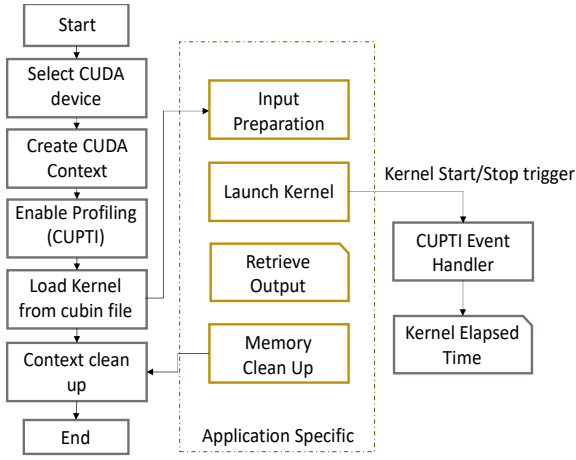 Start
Select CUDA
device
Create CUDA
Context
Enable Profiling
(CUPTI)
Load Kernel
from cubin file
Context clean
up
End
Input
Preparation
Launch Kernel
Retrieve
Output
Memory
Clean Up
Application Specific
Kernel Start/Stop trigger
CUPTI Event
Handler
Kernel Elapsed
Time